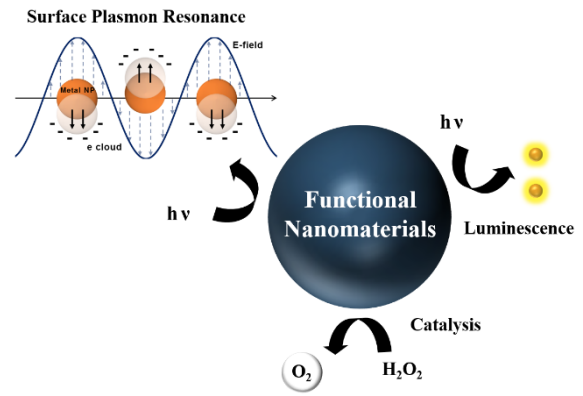 Surface Plasmon Resonance
E-field
Metal NP
e cloud
h ν
h ν
Functional
Nanomaterials
Luminescence
Catalysis
O₂
H₂O₂